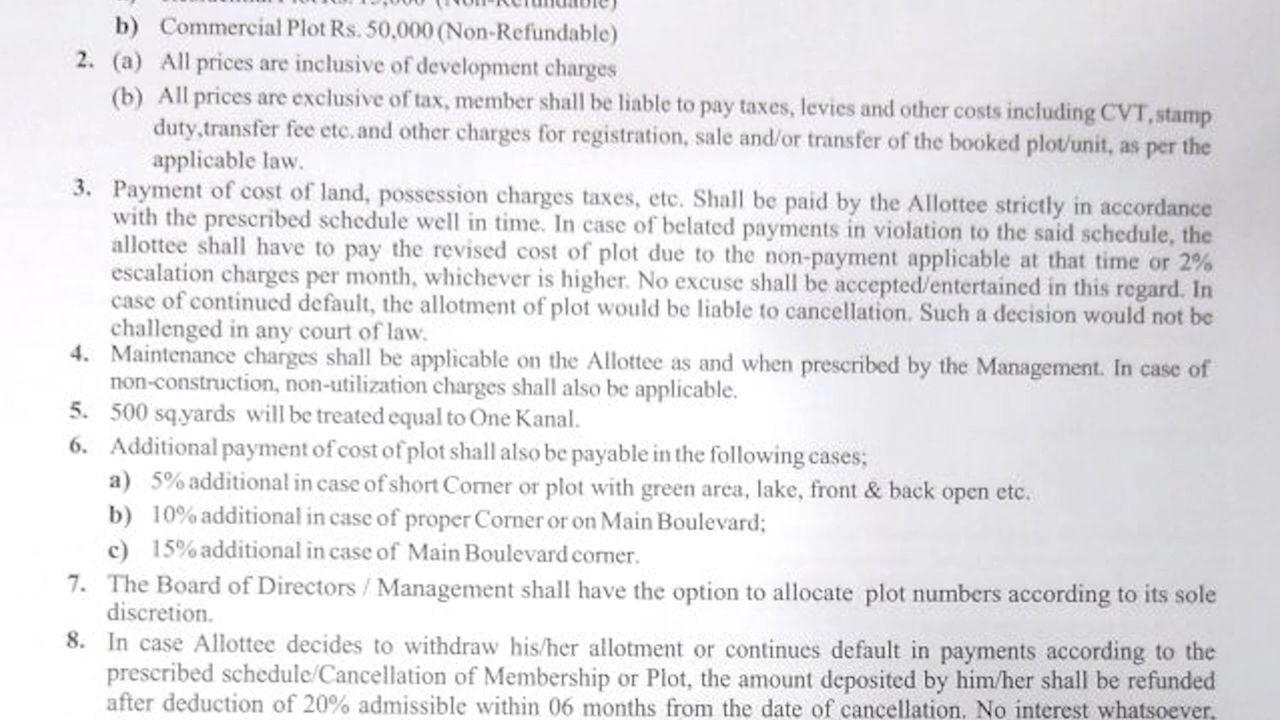 15,000 (Non-Refundable)
b) Commercial Plot Rs. 50,000 (Non-Refundable)
2. (a) All prices are inclusive of development charges
(b) All prices are exclusive of tax, member shall be liable to pay taxes, levies and other costs including CVT, stamp
duty,transfer fee etc. and other charges for registration, sale and/or transfer of the booked plot/unit, as per the
applicable law.
3. Payment of cost of land, possession charges taxes, etc. Shall be paid by the Allottee strictly in accordance
with the prescribed schedule well in time. In case of belated payments in violation to the said schedule, the
allottee shall have to pay the revised cost of plot due to the non-payment applicable at that time or 2%
escalation charges per month, whichever is higher. No excuse shall be accepted/entertained in this regard. In
case of continued default, the allotment of plot would be liable to cancellation. Such a decision would not be
challenged in any court of law.
4. Maintenance charges shall be applicable on the Allottee as and when prescribed by the Management. In case of
non-construction, non-utilization charges shall also be applicable.
5. 500 sq.yards will be treated equal to One Kanal.
6. Additional payment of cost of plot shall also be payable in the following cases;
a) 5% additional in case of short Corner or plot with green area, lake, front & back open etc.
b) 10% additional in case of proper Corner or on Main Boulevard;
c) 15% additional in case of Main Boulevard corner.
7. The Board of Directors / Management shall have the option to allocate plot numbers according to its sole
discretion.
8. In case Allottee decides to withdraw his/her allotment or continues default in payments according to the
prescribed schedule/Cancellation of Membership or Plot, the amount deposited by him/her shall be refunded
after deduction of 20% admissible within 06 months from the date of cancellation. No interest whatsoever,